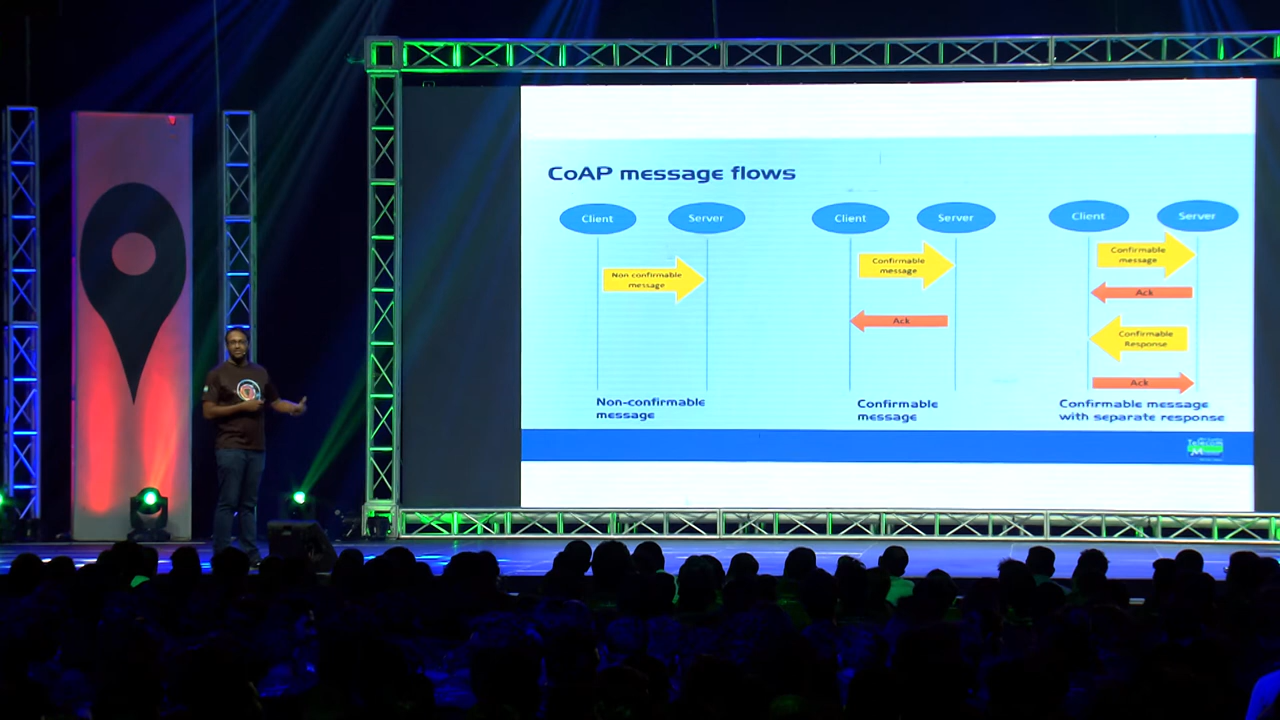 CoAP message flows
Client
Server
Non confirmable
message
Non-confirmable
message
Client
Server
Confirmable
message
Ack
Confirmable
message
Client
Server
Confirmable
message
Ack
Confirmable
Response
Ack
Confirmable message
with separate response